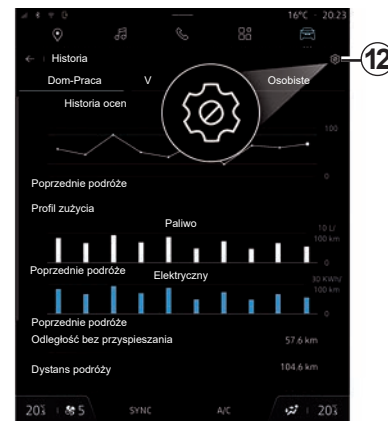 16°C 20:23
← Historia
12
Dom-Praca V Osobiste
Historia ocen
100
0
Poprzednie podróże
Profil zużycia
Paliwo
10 L/
100 km
0
Poprzednie podróże
Elektryczny
30 KWh/
100 km
0
Poprzednie podróże
Odległość bez przyspieszania 57.6 km
Dystans podróży 104.6 km
20 5 SYNC A/C 20